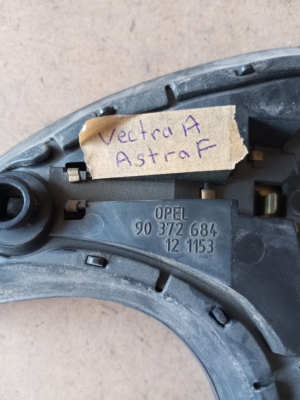 Vectra A
Astra F
OPEL
90 372 684
12 1153